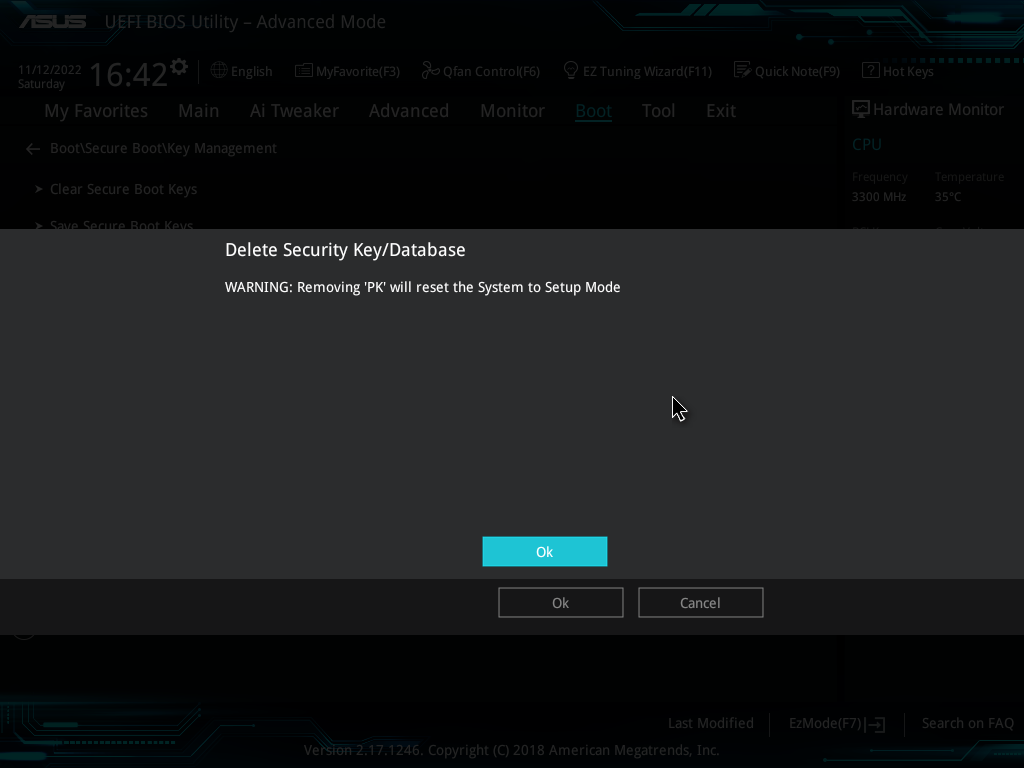 ASUS UEFI BIOS Utility – Advanced Mode
11/12/2022
Saturday
16:42
English MyFavorite(F3) Qfan Control(F6) EZ Tuning Wizard(F11) Quick Note(F9) ? Hot Keys
My Favorites Main Ai Tweaker Advanced Monitor Boot Tool Exit
Hardware Monitor
Boot\Secure Boot\Key Management
CPU
Frequency Temperature
3300 MHz 35°C
Clear Secure Boot Keys
Save Secure Boot Keys
Delete Security Key/Database
WARNING: Removing 'PK' will reset the System to Setup Mode
Ok
Ok Cancel
Last Modified EzMode(F7) Search on FAQ
Version 2.17.1246. Copyright (C) 2018 American Megatrends, Inc.